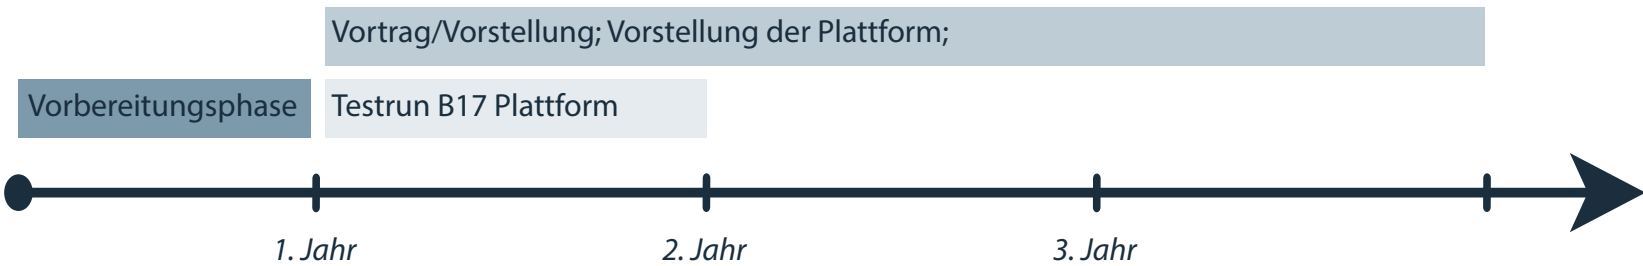 Vortrag/Vorstellung; Vorstellung der Plattform;
Vorbereitungsphase
Testrun B17 Plattform
1. Jahr
2. Jahr
3. Jahr